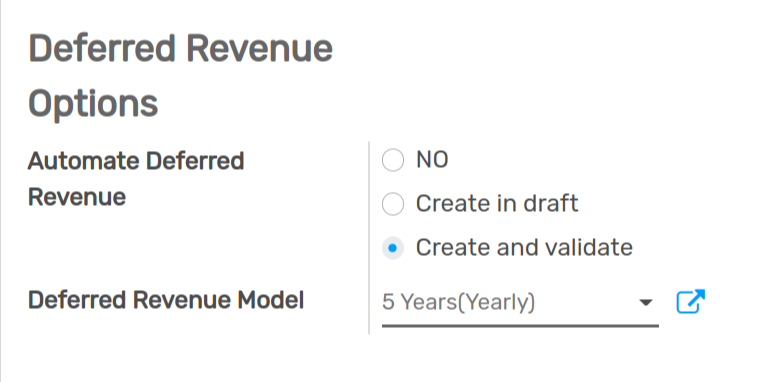 Deferred Revenue
Options
Automate Deferred
Revenue
NO
Create in draft
Create and validate
Deferred Revenue Model
5 Years(Yearly)